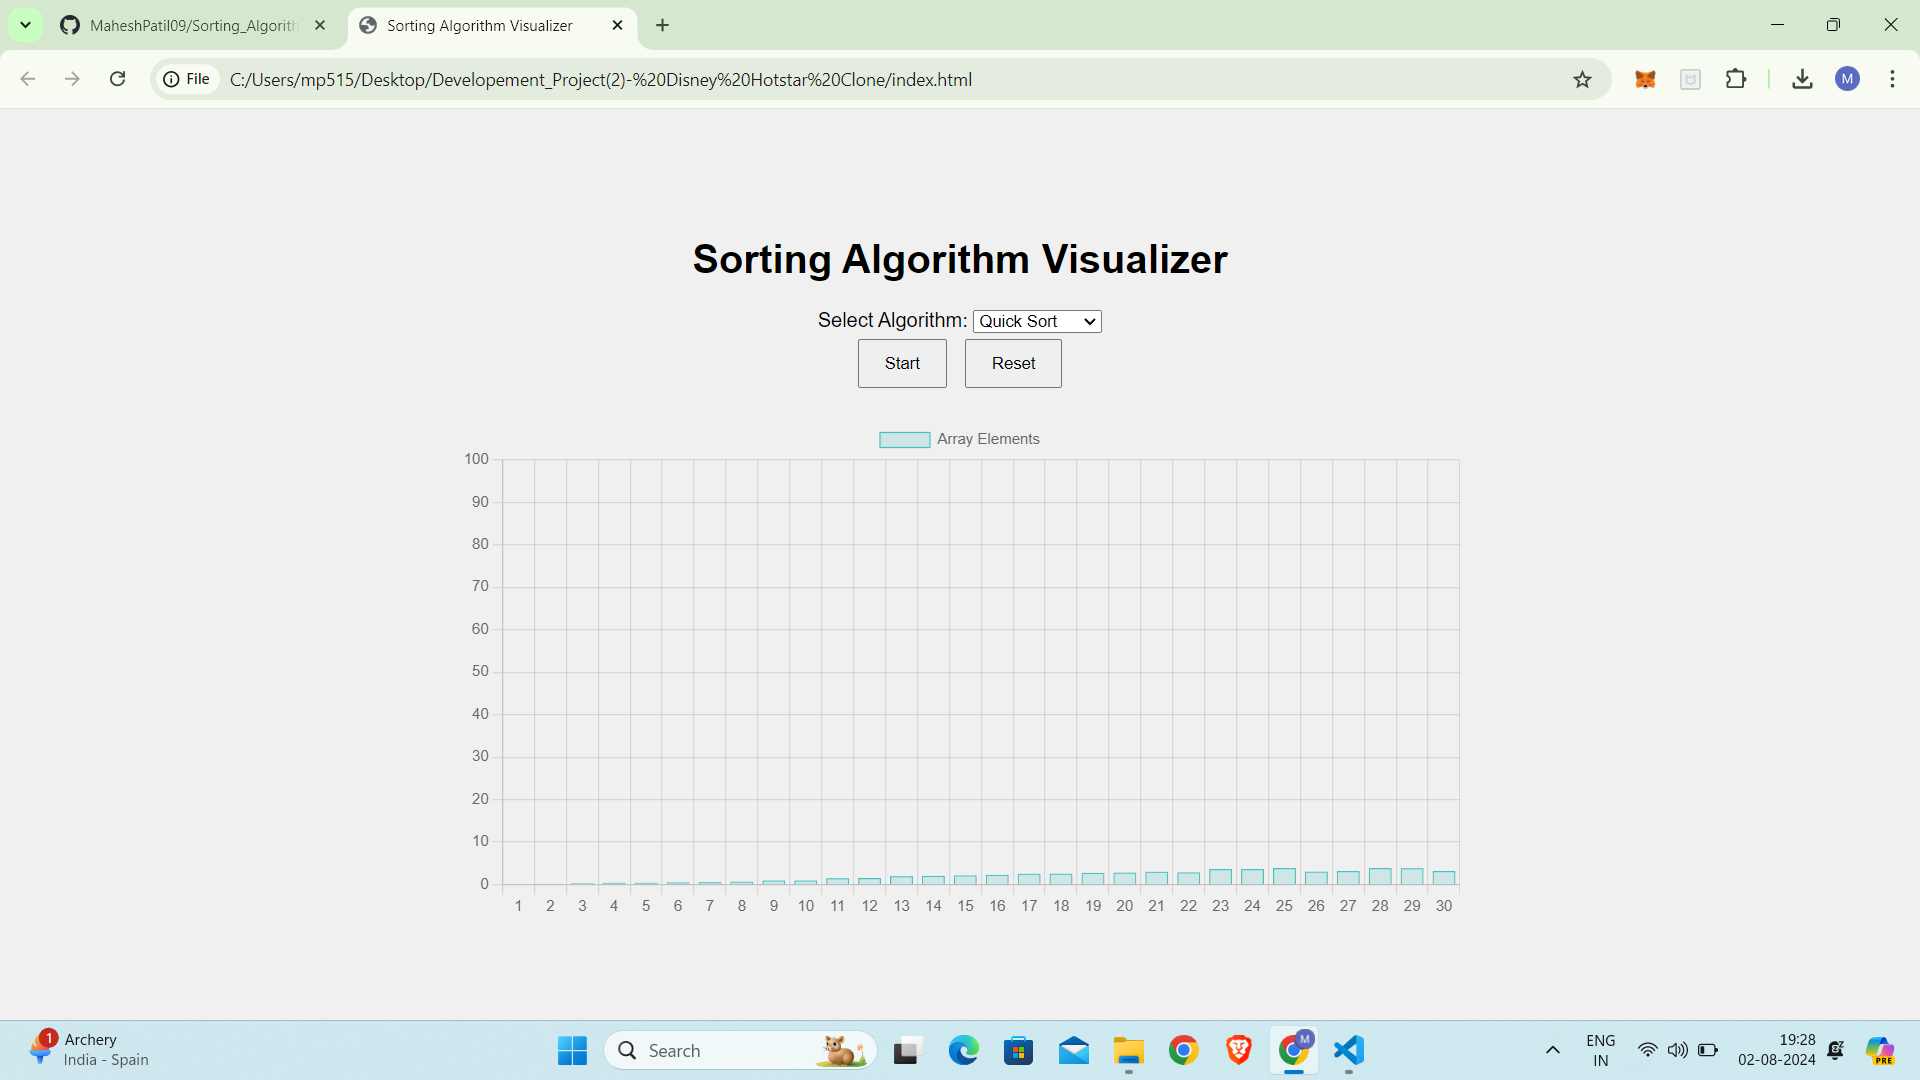 MaheshPatil09/Sorting_Algorith
Sorting Algorithm Visualizer
File
C:/Users/mp515/Desktop/Developement_Project(2)-%20Disney%20Hotstar%20Clone/index.html
M
Sorting Algorithm Visualizer
Select Algorithm: Quick Sort
Start Reset
Array Elements
100
90
80
70
60
50
40
30
20
10
0
1 2 3 4 5 6 7 8 9 10 11 12 13 14 15 16 17 18 19 20 21 22 23 24 25 26 27 28 29 30
1
Archery
India - Spain
Search
M
ENG
IN
19:28
02-08-2024
PRE